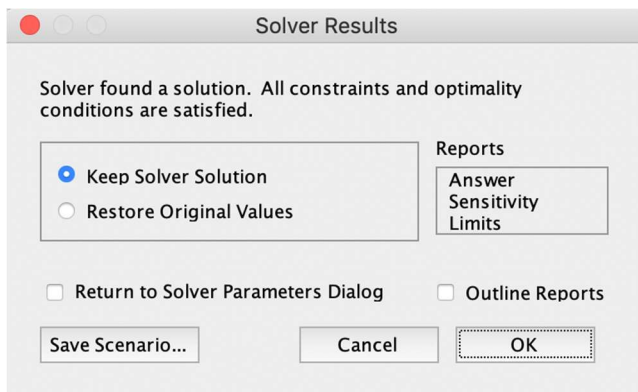 Solver Results
Solver found a solution. All constraints and optimality
conditions are satisfied.
Keep Solver Solution
Restore Original Values
Reports
Answer
Sensitivity
Limits
Return to Solver Parameters Dialog
Outline Reports
Save Scenario...
Cancel
OK